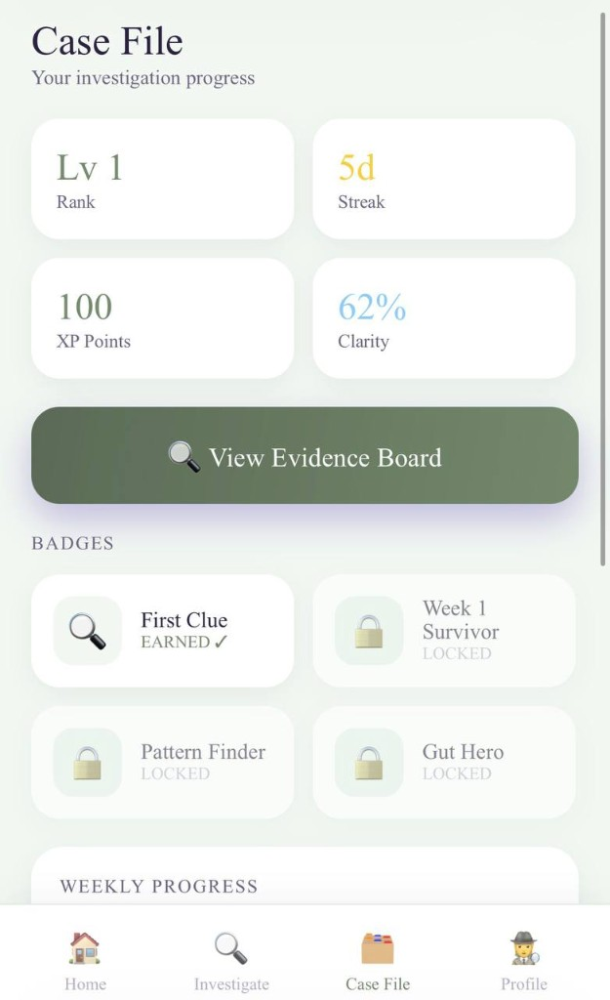 Case File
Your investigation progress
Lv 1
Rank
5d
Streak
100
XP Points
62%
Clarity
View Evidence Board
BADGES
First Clue
EARNED ✓
Week 1
Survivor
LOCKED
Pattern Finder
LOCKED
Gut Hero
LOCKED
WEEKLY PROGRESS
Home
Investigate
Case File
Profile